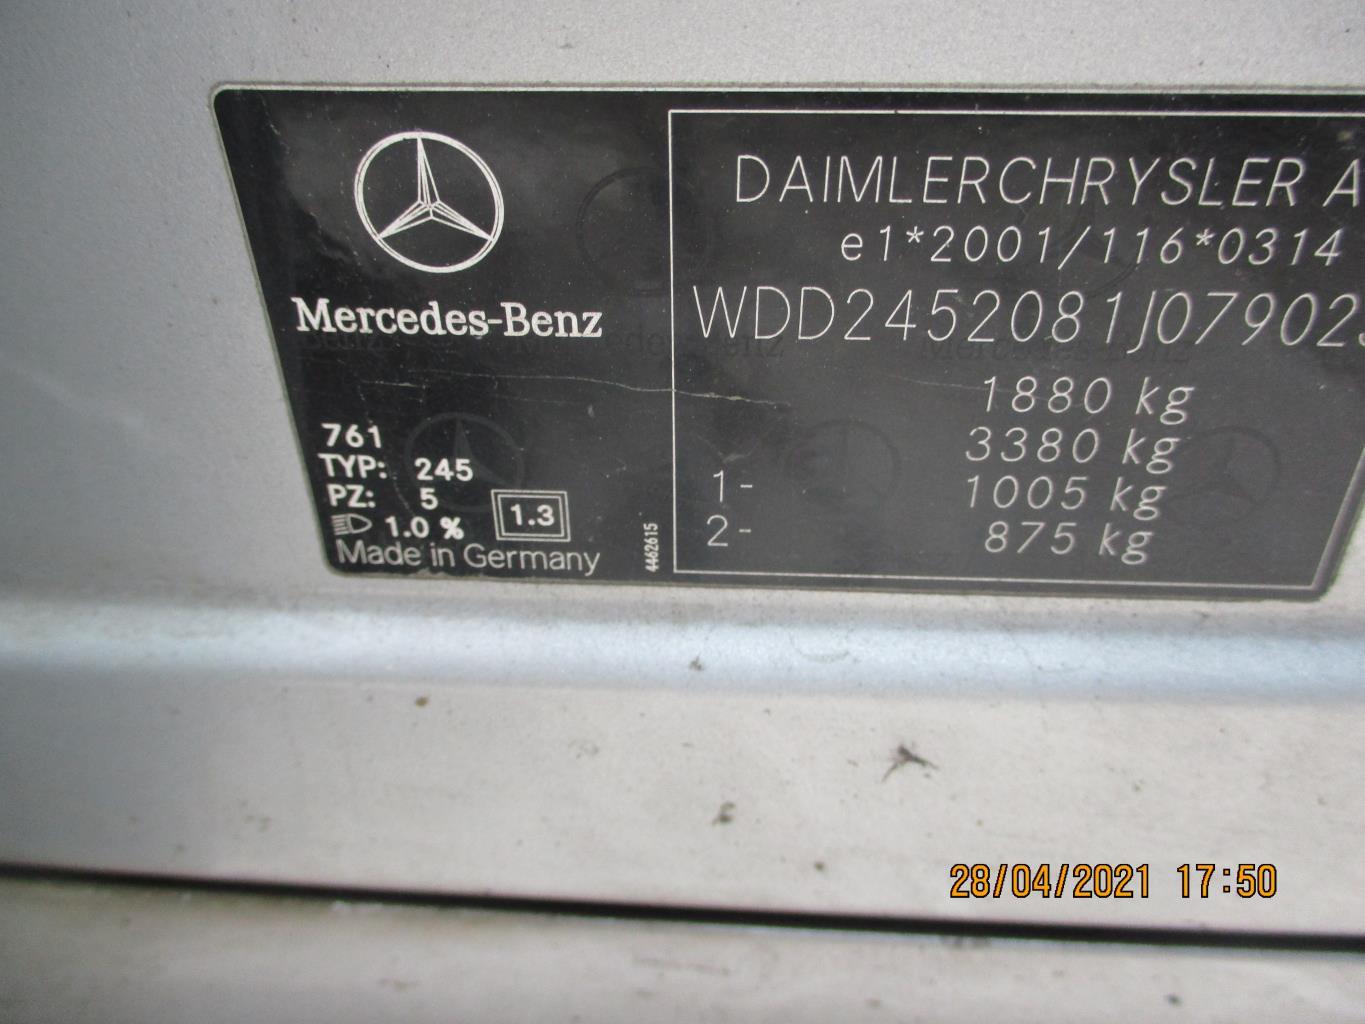 Mercedes-Benz
761
TYP: 245
PZ: 5
1.0 % 1.3
Made in Germany
4462615
DAIMLERCHRYSLER A
e1*2001/116*0314
WDD2452081J079023
1880 kg
3380 kg
1- 1005 kg
2- 875 kg
28/04/2021 17:50